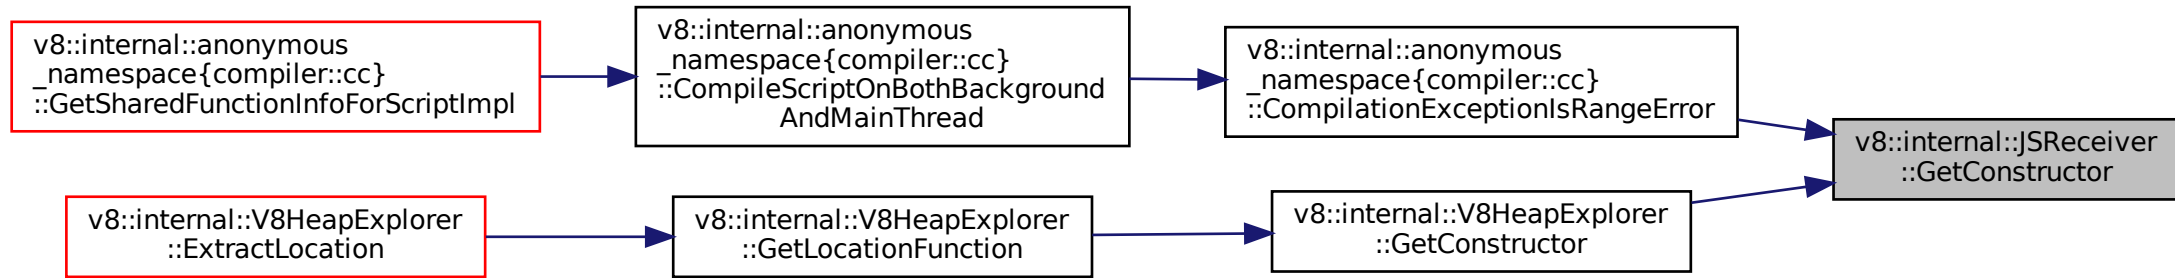 v8::internal::anonymous
_namespace{compiler::cc}
::GetSharedFunctionInfoForScriptImpl
v8::internal::anonymous
_namespace{compiler::cc}
::CompileScriptOnBothBackground
AndMainThread
v8::internal::anonymous
_namespace{compiler::cc}
::CompilationExceptionIsRangeError
v8::internal::JSReceiver
::GetConstructor
v8::internal::V8HeapExplorer
::ExtractLocation
v8::internal::V8HeapExplorer
::GetLocationFunction
v8::internal::V8HeapExplorer
::GetConstructor